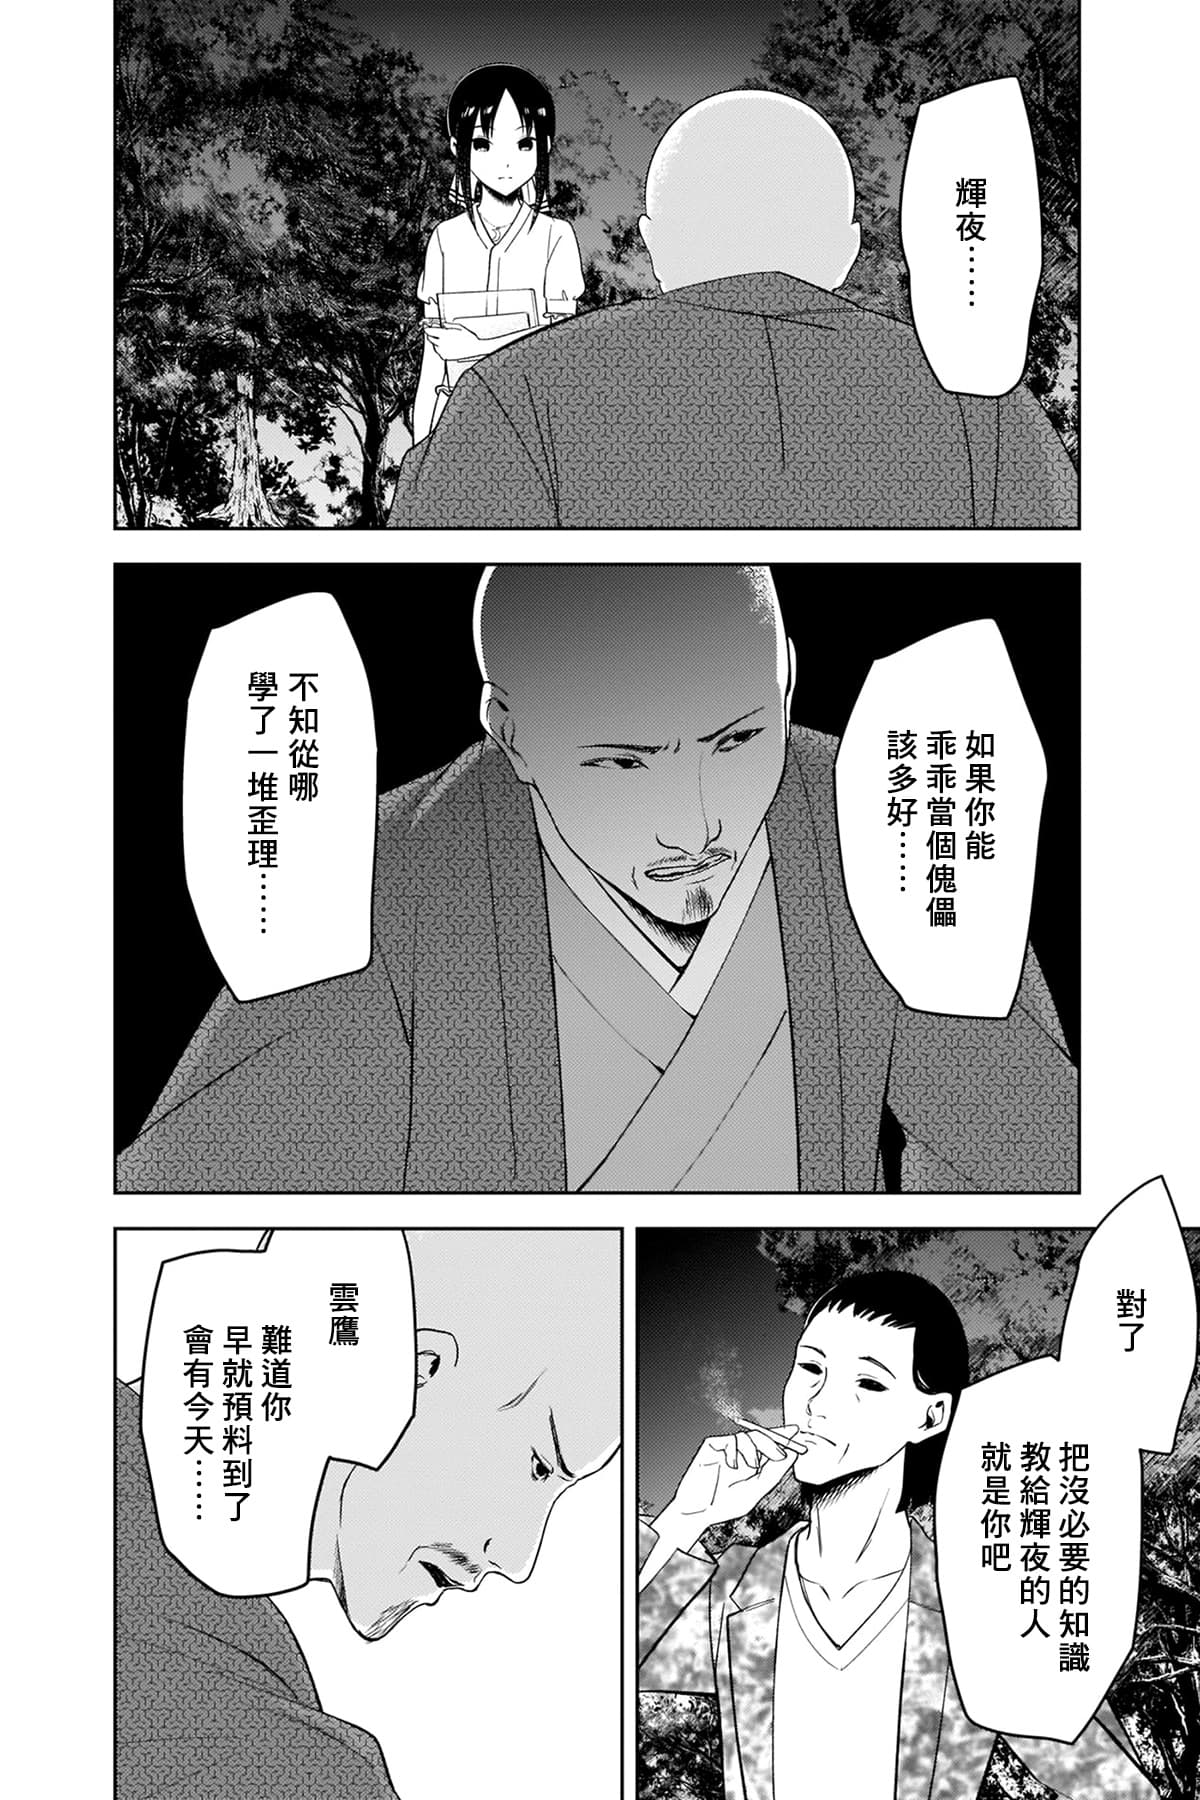 輝夜……
如果你能
乖乖當個傀儡
該多好……
不知從哪
學了一堆歪理……
對了
把沒必要的知識
教給輝夜的人
就是你吧
雲鷹
難道你
早就預料到了
會有今天……